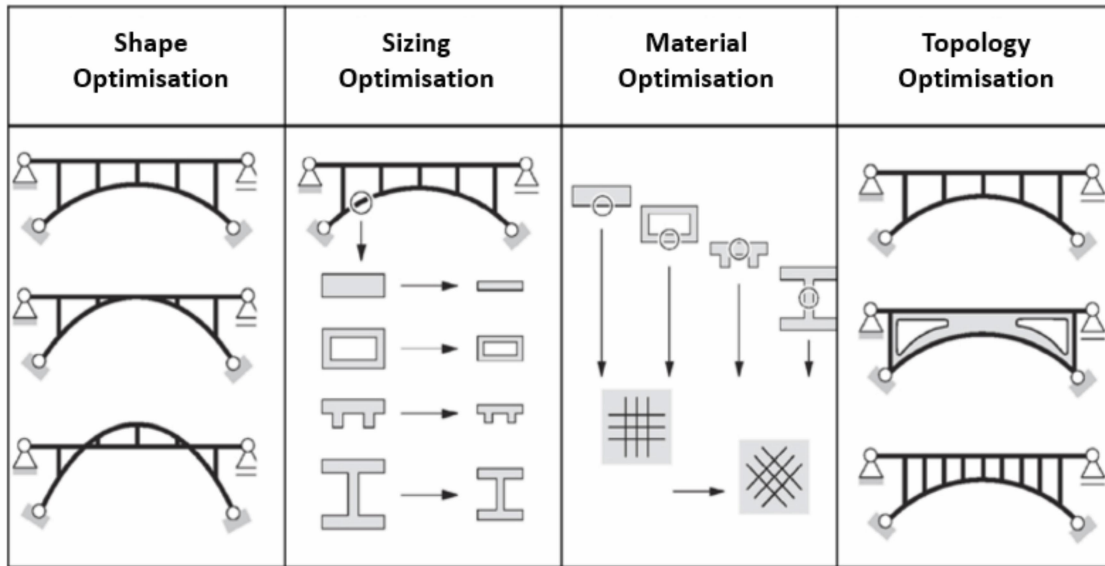 Shape
Optimisation
Sizing
Optimisation
Material
Optimisation
Topology
Optimisation